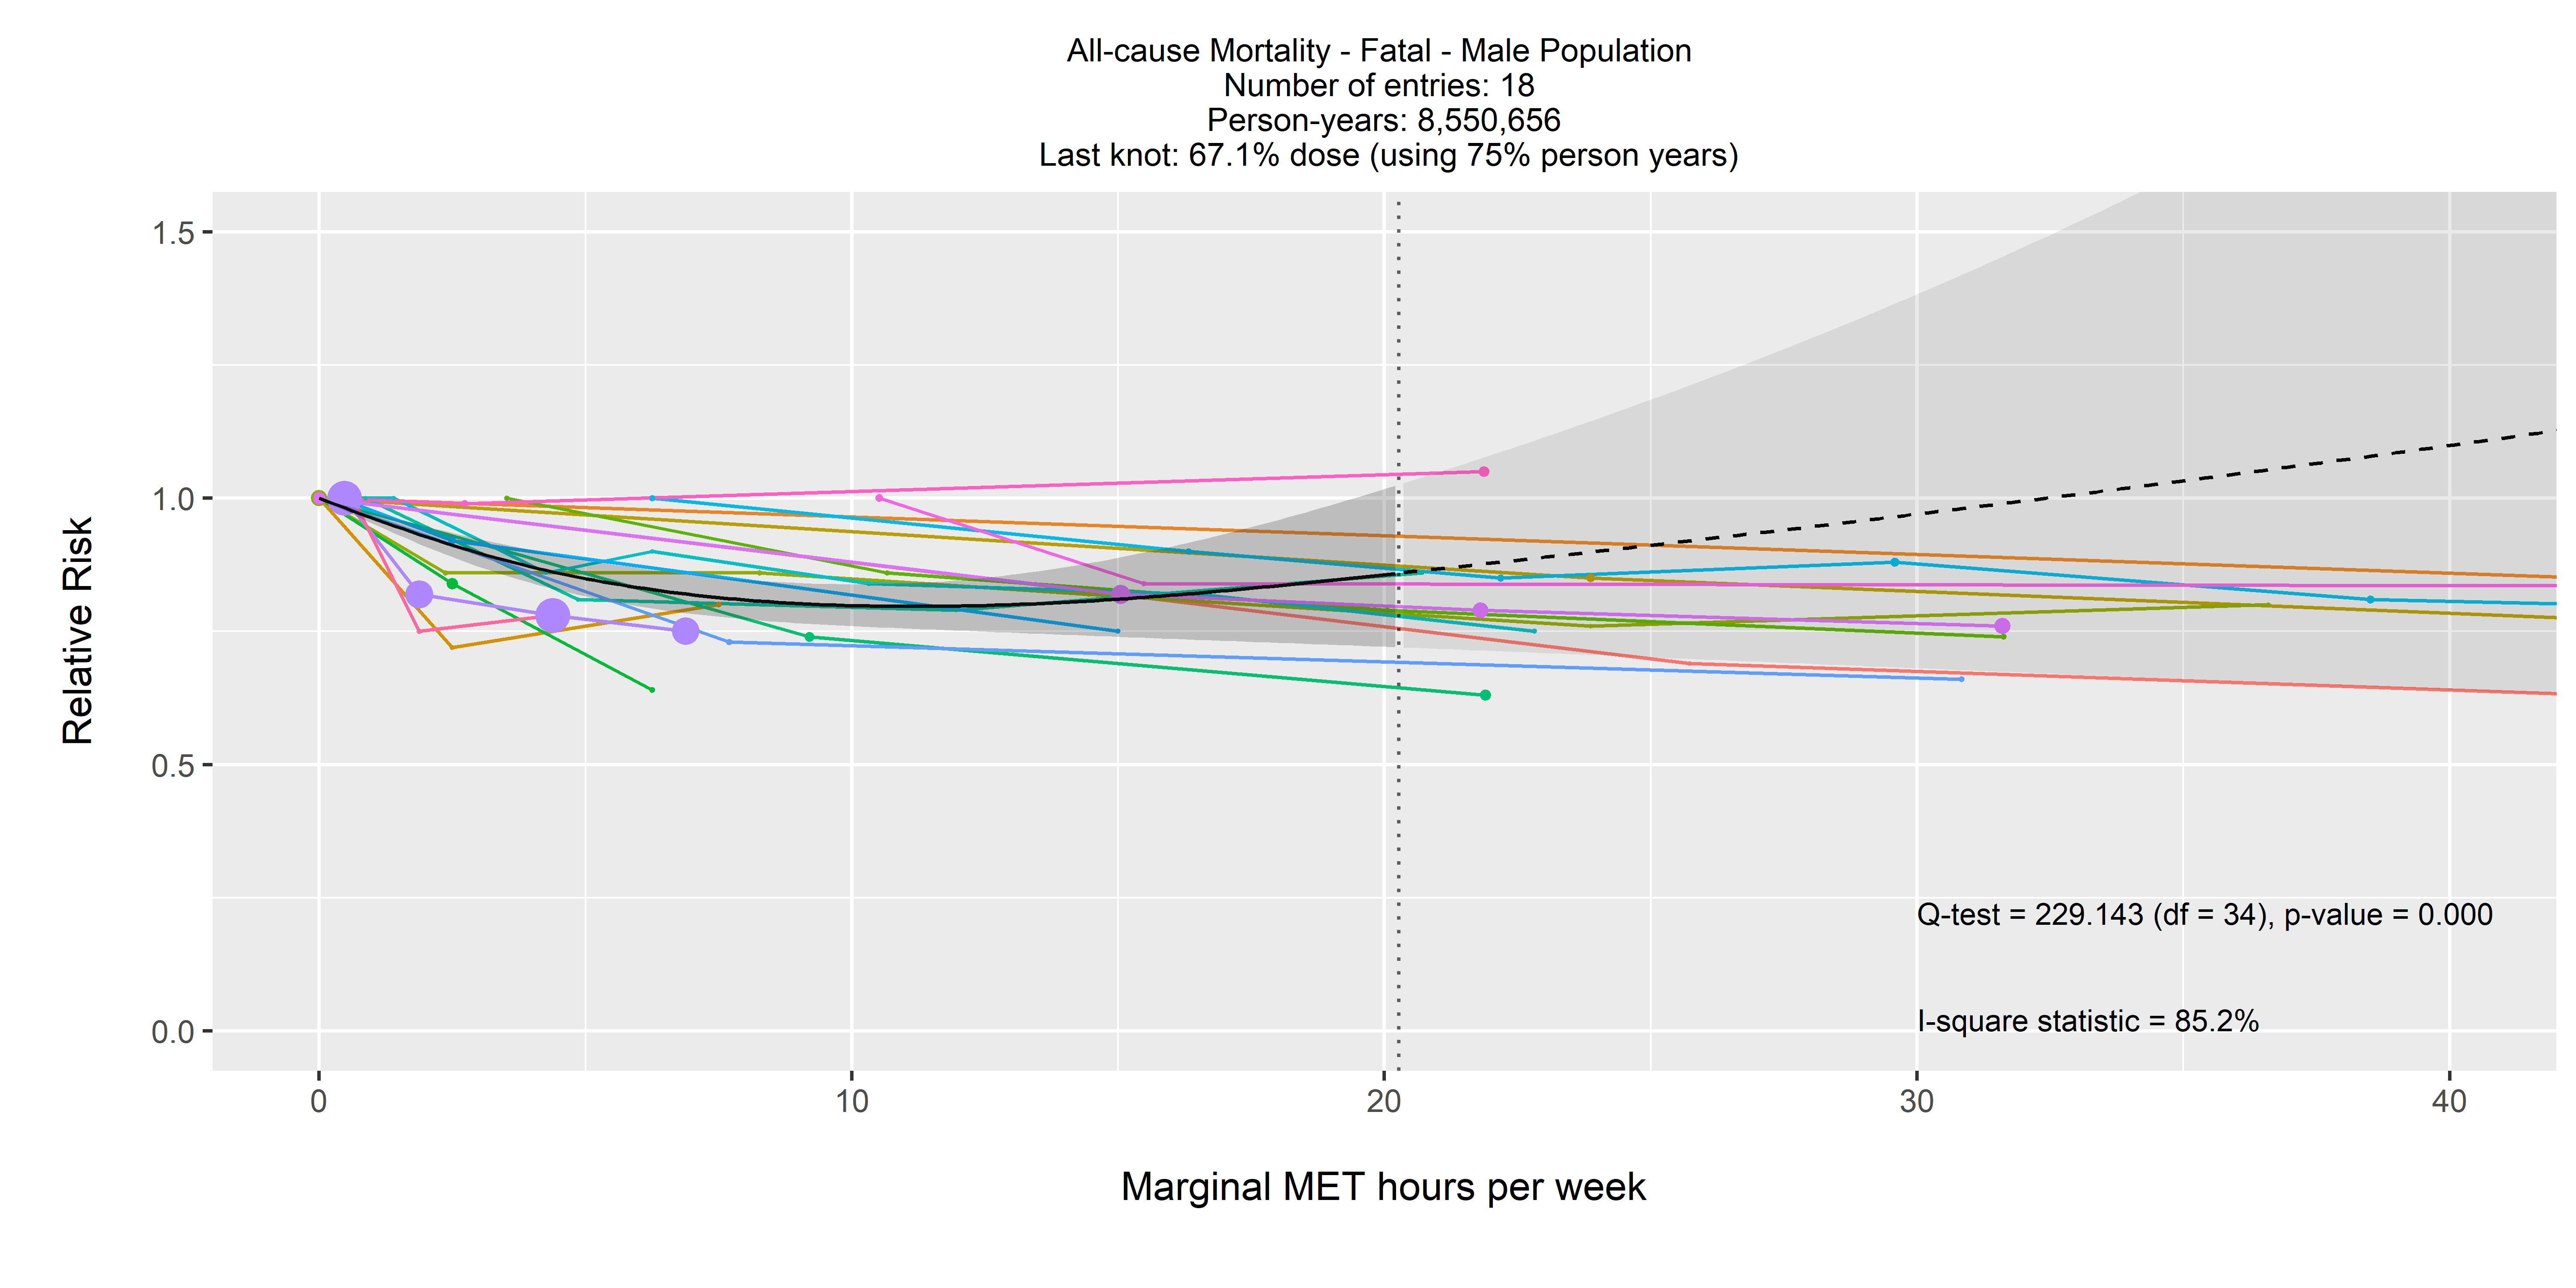 All-cause Mortality - Fatal - Male Population
Number of entries: 18
Person-years: 8,550,656
Last knot: 67.1% dose (using 75% person years)
1.5
1.0
0.5
0.0
Relative Risk
Q-test = 229.143 (df = 34), p-value = 0.000
I-square statistic = 85.2%
0 10 20 30 40
Marginal MET hours per week